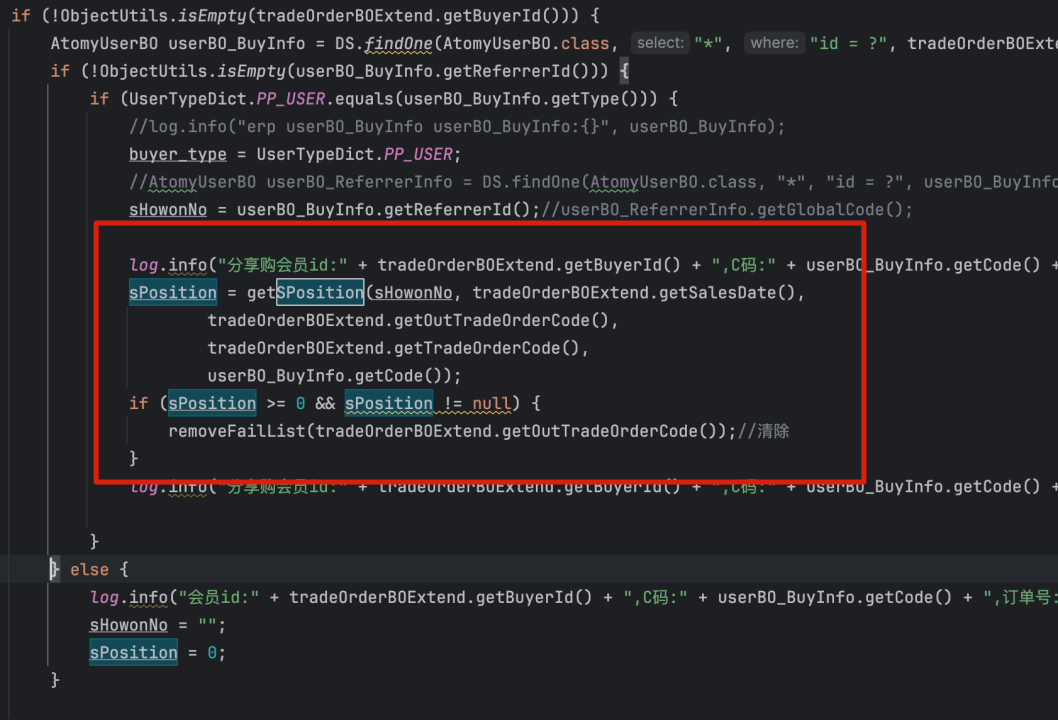 if (!ObjectUtils.isEmpty(tradeOrderBOExtend.getBuyerId())) {
AtomyUserBO userBO_BuyInfo = DS.findOne(AtomyUserBO.class, select: "*", where: "id = ?", tradeOrderBOExte
if (!ObjectUtils.isEmpty(userBO_BuyInfo.getReferrerId())) {
if (UserTypeDict.PP_USER.equals(userBO_BuyInfo.getType())) {
//log.info("erp userBO_BuyInfo userBO_BuyInfo:{}", userBO_BuyInfo);
buyer_type = UserTypeDict.PP_USER;
//AtomyUserBO userBO_ReferrerInfo = DS.findOne(AtomyUserBO.class, "*", "id = ?", userBO_BuyInfo
sHowonNo = userBO_BuyInfo.getReferrerId();//userBO_ReferrerInfo.getGlobalCode();
log.info("分享购会员id:" + tradeOrderBOExtend.getBuyerId() + ",C码:" + userBO_BuyInfo.getCode() +
sPosition = getSPosition(sHowonNo, tradeOrderBOExtend.getSalesDate(),
tradeOrderBOExtend.getOutTradeOrderCode(),
tradeOrderBOExtend.getTradeOrderCode(),
userBO_BuyInfo.getCode());
if (sPosition >= 0 && sPosition != null) {
removeFailList(tradeOrderBOExtend.getOutTradeOrderCode());//清除
}
log.info("分享购会员id:" + tradeOrderBOExtend.getBuyerId() + ",C码:" + userBO_BuyInfo.getCode() +
}
} else {
log.info("会员id:" + tradeOrderBOExtend.getBuyerId() + ",C码:" + userBO_BuyInfo.getCode() + ",订单号:
sHowonNo = "";
sPosition = 0;
}